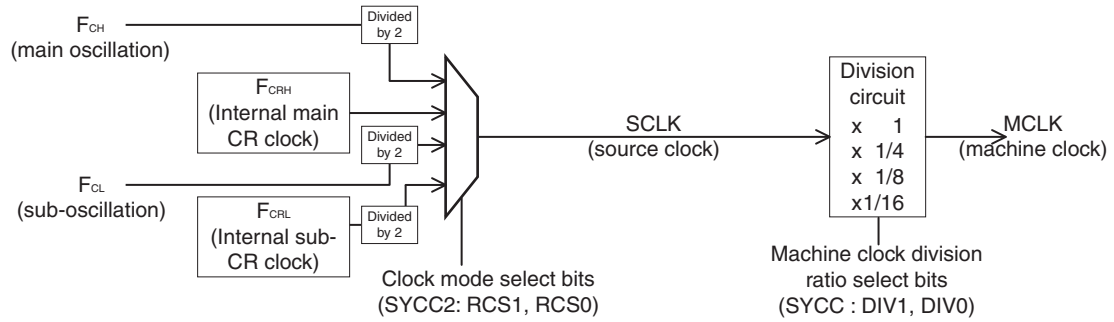 FCH
(main oscillation)
Divided
by 2
FCRH
(Internal main
CR clock)
Divided
by 2
FCL
(sub-oscillation)
FCRL
(Internal sub-
CR clock)
Divided
by 2
Clock mode select bits
(SYCC2: RCS1, RCS0)
SCLK
(source clock)
Division
circuit
x 1
x 1/4
x 1/8
x1/16
MCLK
(machine clock)
Machine clock division
ratio select bits
(SYCC : DIV1, DIV0)